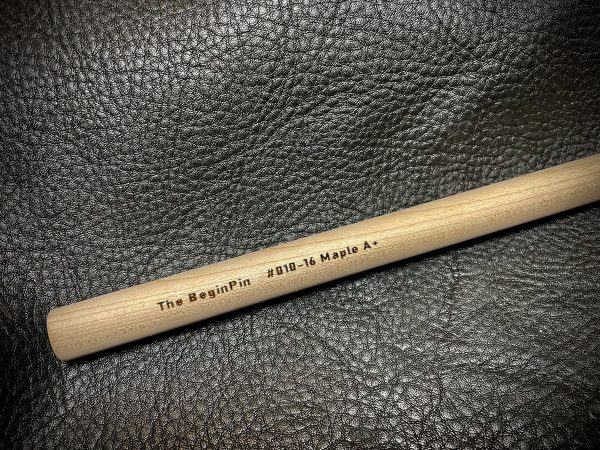 The BeginPin #010-16 Maple A+